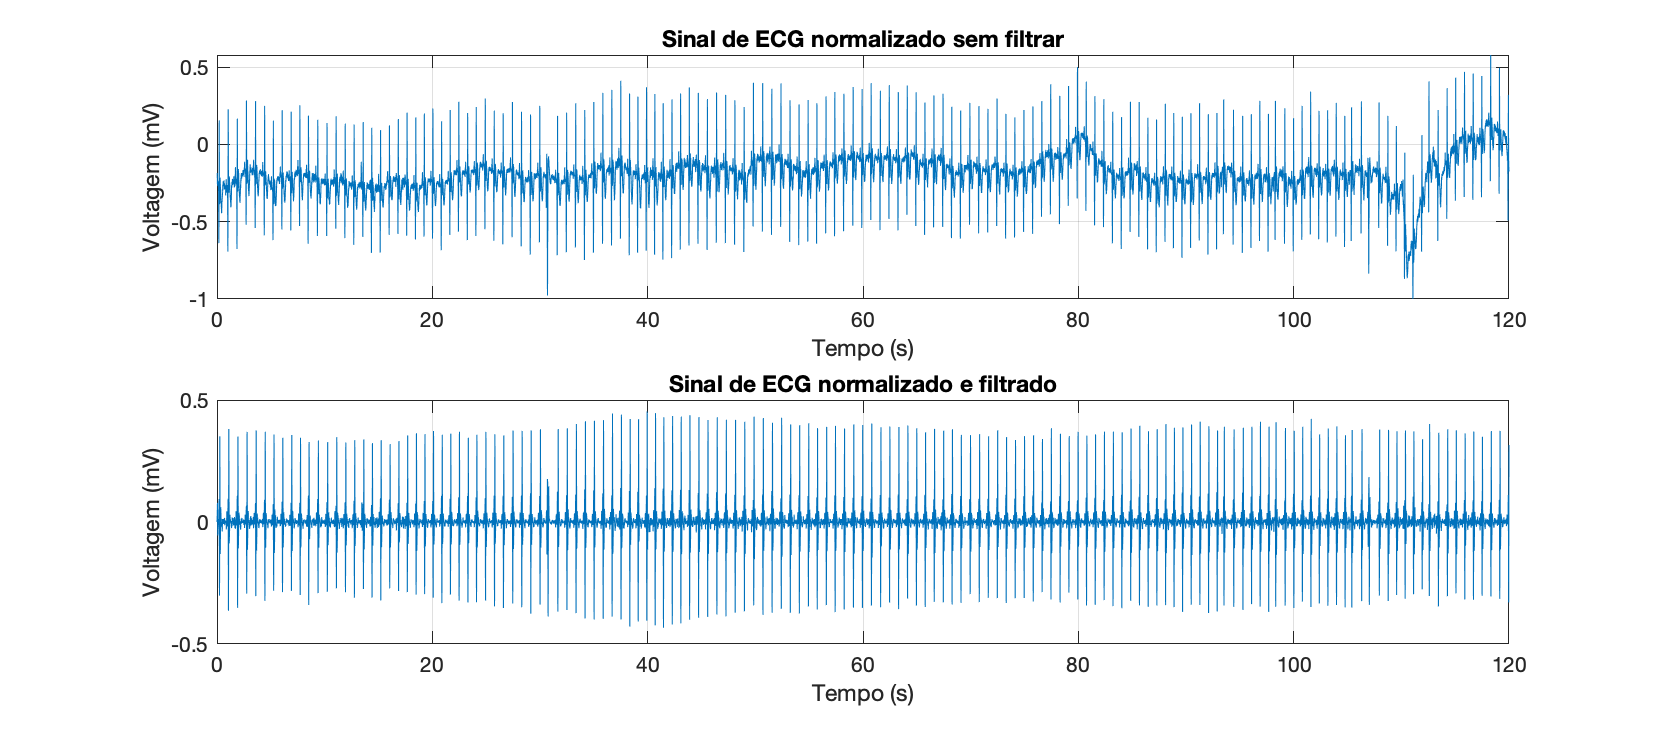 Sinal de ECG normalizado sem filtrar
0.5
0
-0.5
-1
Voltagem (mV)
0 20 40 60 80 100 120
Tempo (s)
Sinal de ECG normalizado e filtrado
0.5
0
-0.5
Voltagem (mV)
0 20 40 60 80 100 120
Tempo (s)